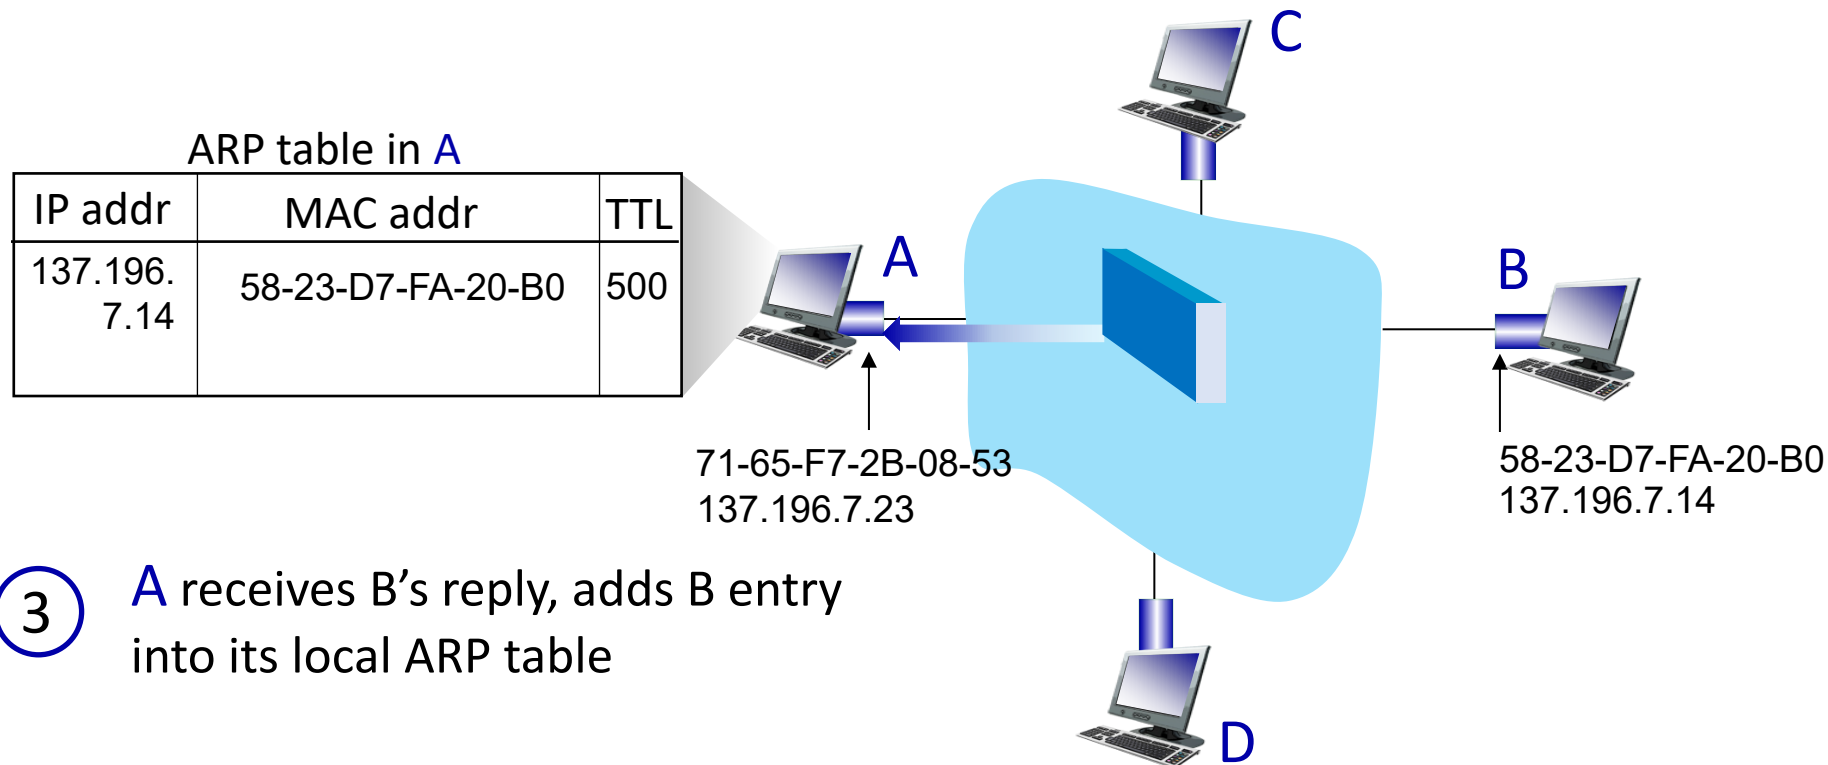 C
ARP table in A
IP addr MAC addr TTL
137.196. 58-23-D7-FA-20-B0 500
7.14
A
B
71-65-F7-2B-08-53
137.196.7.23
58-23-D7-FA-20-B0
137.196.7.14
3 A receives B’s reply, adds B entry
into its local ARP table
D